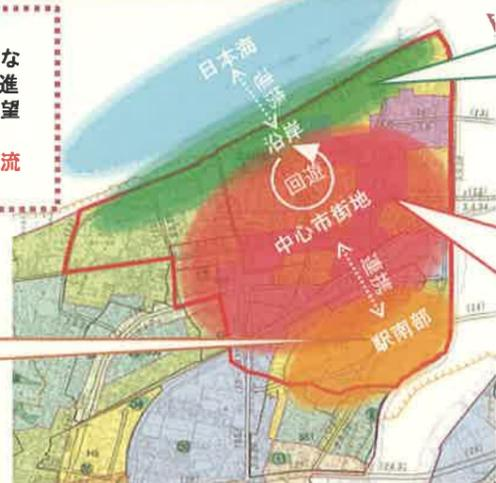 な
進
望
流
日本海
連携
沿岸
回遊
中心市街地
連携
駅南部